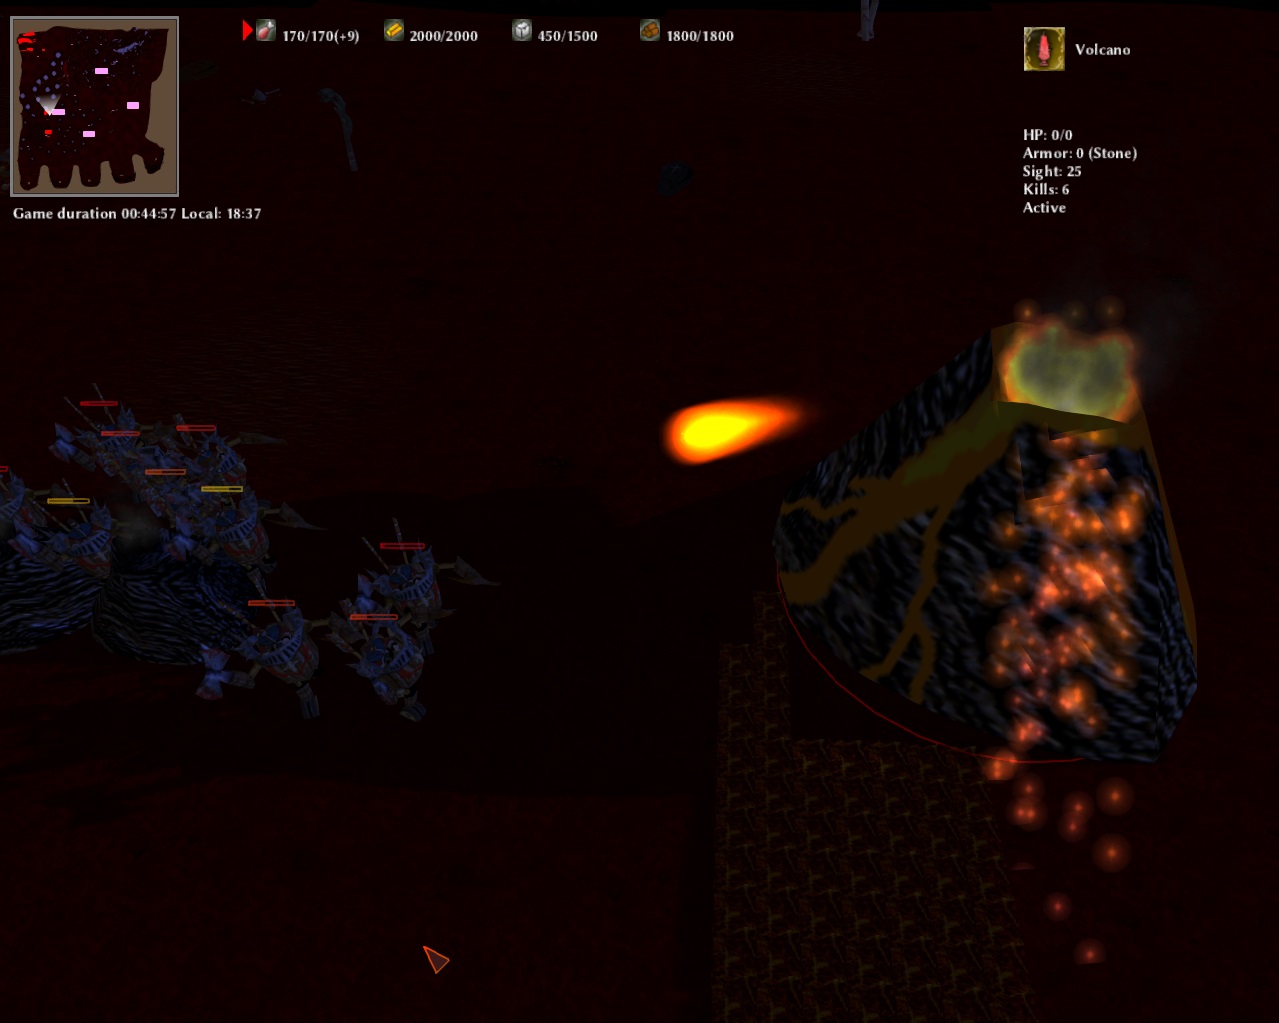 170/170(+9) 2000/2000 450/1500 1800/1800
Volcano
HP: 0/0
Armor: 0 (Stone)
Sight: 25
Kills: 6
Active
Game duration 00:44:57 Local: 18:37